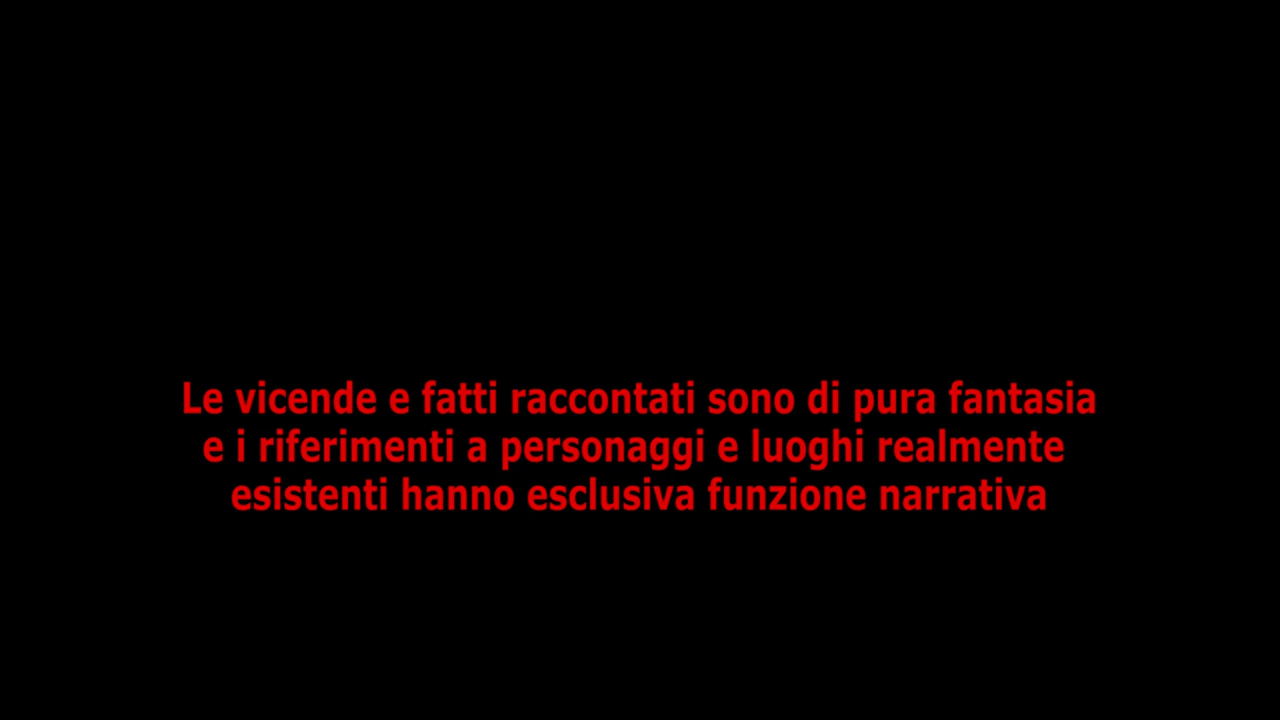 Le vicende e fatti raccontati sono di pura fantasia
e i riferimenti a personaggi e luoghi realmente
esistenti hanno esclusiva funzione narrativa